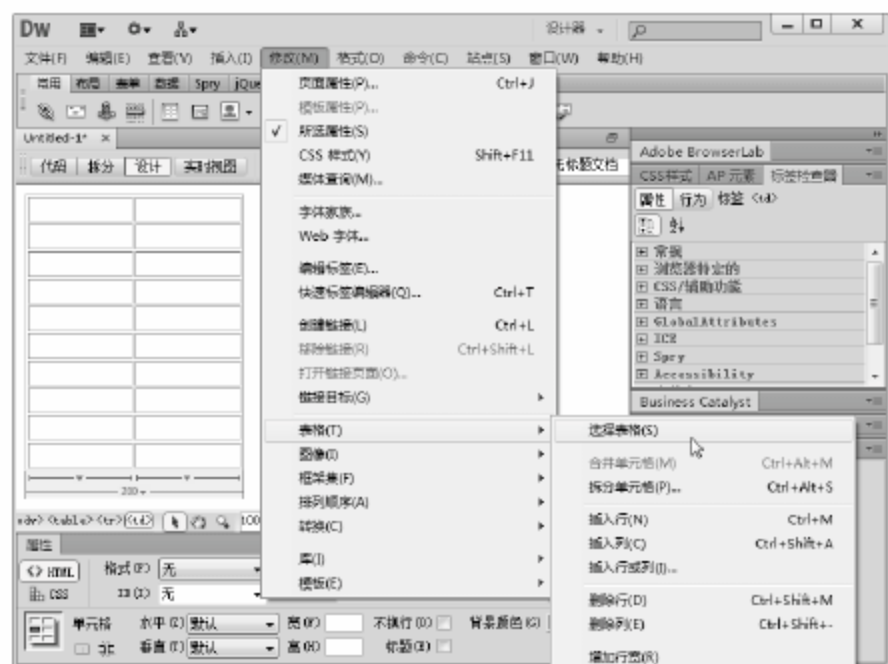 Dw 设计器
文件(F) 编辑(E) 查看(V) 插入(I) 修改(M) 格式(O) 命令(C) 站点(S) 窗口(W) 帮助(H)
常用 布局 表单 数据 Spry jQue
Untitled-1* ×
代码 拆分 设计 实时视图 无标题文档
页面属性(P)... Ctrl+J
模板属性(P)...
✓ 所选属性(S)
CSS 样式(Y) Shift+F11
媒体查询(M)...
字体家族...
Web 字体...
编辑标签(E)...
快速标签编辑器(Q)... Ctrl+T
创建链接(L) Ctrl+L
移除链接(R) Ctrl+Shift+L
打开链接页面(O)...
链接目标(G)
表格(T)
图像(I)
框架集(F)
排列顺序(A)
转换(C)
库(I)
模板(E)
选择表格(S)
合并单元格(M) Ctrl+Alt+M
拆分单元格(P)... Ctrl+Alt+S
插入行(N) Ctrl+M
插入列(C) Ctrl+Shift+A
插入行或列(I)...
删除行(D) Ctrl+Shift+M
删除列(E) Ctrl+Shift+-
增加行宽(R)
Adobe BrowserLab
CSS样式 AP 元素 标签检查器
属性 行为 标签 <td>
常规
浏览器特定的
CSS/辅助功能
语言
GlobalAttributes
ICE
Spry
Accessibility
Business Catalyst
200
<table> <tr> <td> 100
属性
<> HTML 格式(F) 无
CSS ID(I) 无
单元格 水平(Z) 默认 宽(W) 不换行(O) 背景颜色(G)
垂直(T) 默认 高(H) 标题(E)